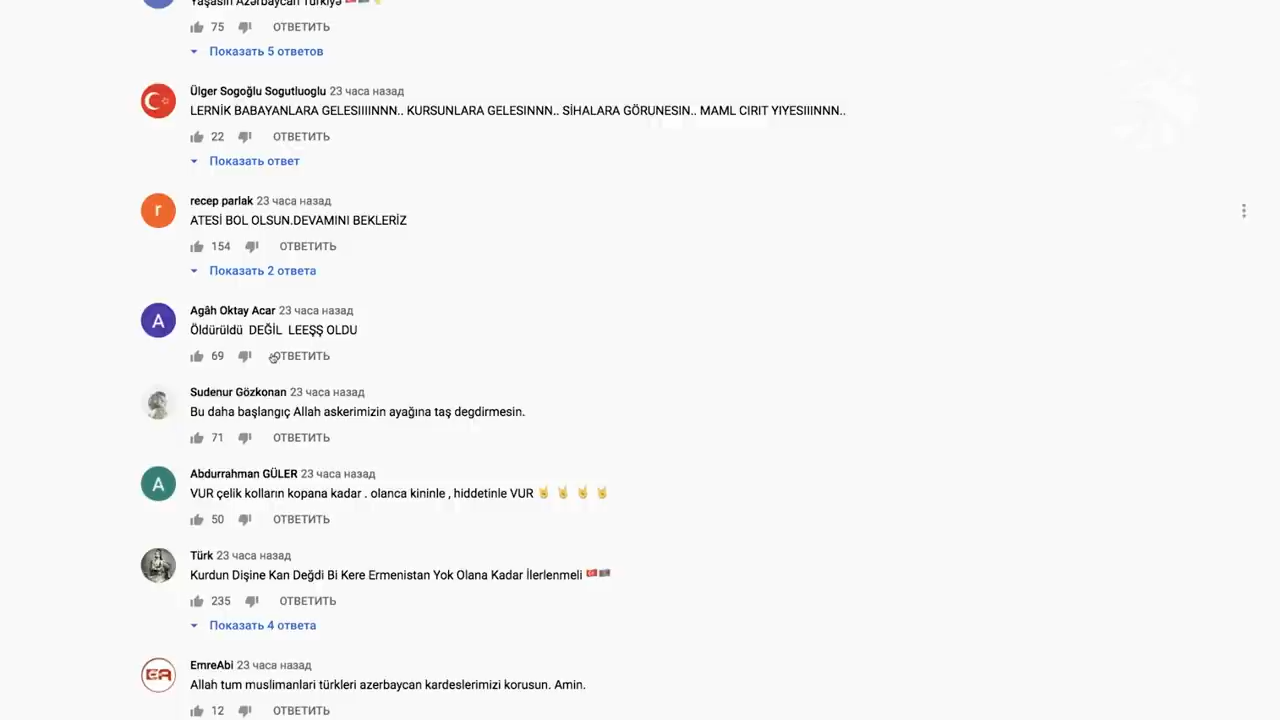 Yaşasın Azərbaycan Türkiyə
75 ОТВЕТИТЬ
Показать 5 ответов
Ülger Sogoğlu Sogutluoglu 23 часа назад
LERNİK BABAYANLARA GELESIIIINNN.. KURSUNLARA GELESINNN.. SİHALARA GÖRUNESIN.. MAML CIRIT YIYESIIINNN..
22 ОТВЕТИТЬ
Показать ответ
r
recep parlak 23 часа назад
ATESİ BOL OLSUN.DEVAMINI BEKLERİZ
154 ОТВЕТИТЬ
Показать 2 ответа
A
Agâh Oktay Acar 23 часа назад
Öldürüldü DEĞİL LEEŞŞ OLDU
69 ОТВЕТИТЬ
Sudenur Gözkonan 23 часа назад
Bu daha başlangıç Allah askerimizin ayağına taş degdirmesin.
71 ОТВЕТИТЬ
A
Abdurrahman GÜLER 23 часа назад
VUR çelik kolların kopana kadar . olanca kininle , hiddetinle VUR 🤘 🤘 🤘 🤘
50 ОТВЕТИТЬ
Türk 23 часа назад
Kurdun Dişine Kan Değdi Bi Kere Ermenistan Yok Olana Kadar İlerlenmeli
235 ОТВЕТИТЬ
Показать 4 ответа
EA
EmreAbi 23 часа назад
Allah tum muslimanlari türkleri azerbaycan kardeslerimizi korusun. Amin.
12 ОТВЕТИТЬ